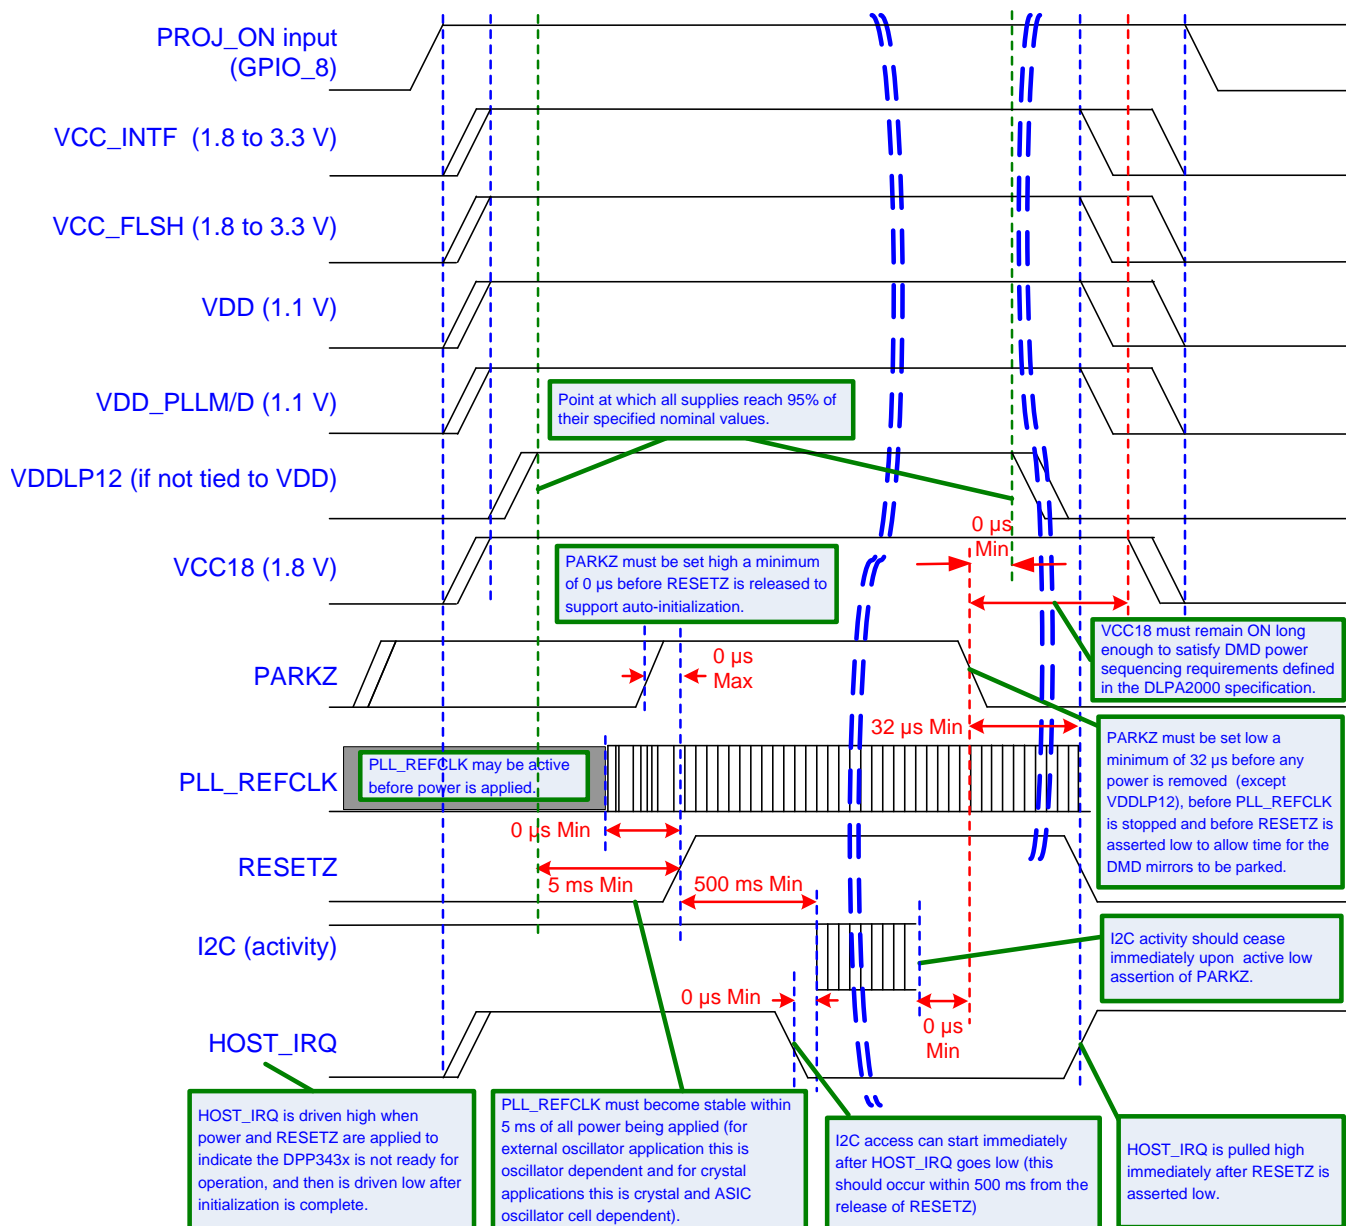 PROJ_ON input
(GPIO_8)
VCC_INTF (1.8 to 3.3 V)
VCC_FLSH (1.8 to 3.3 V)
VDD (1.1 V)
VDD_PLLM/D (1.1 V)
Point at which all supplies reach 95% of
their specified nominal values.
VDDLP12 (if not tied to VDD)
0 µs
Min
VCC18 (1.8 V)
PARKZ must be set high a minimum
of 0 µs before RESETZ is released to
support auto-initialization.
VCC18 must remain ON long
enough to satisfy DMD power
sequencing requirements defined
in the DLPA2000 specification.
PARKZ
0 µs
Max
32 µs Min
PARKZ must be set low a
minimum of 32 µs before any
power is removed (except
VDDLP12), before PLL_REFCLK
is stopped and before RESETZ is
asserted low to allow time for the
DMD mirrors to be parked.
PLL_REFCLK
PLL_REFCLK may be active
before power is applied.
0 µs Min
RESETZ
5 ms Min
500 ms Min
I2C (activity)
I2C activity should cease
immediately upon active low
assertion of PARKZ.
0 µs Min
0 µs
Min
HOST_IRQ
HOST_IRQ is driven high when
power and RESETZ are applied to
indicate the DPP343x is not ready for
operation, and then is driven low after
initialization is complete.
PLL_REFCLK must become stable within
5 ms of all power being applied (for
external oscillator application this is
oscillator dependent and for crystal
applications this is crystal and ASIC
oscillator cell dependent).
I2C access can start immediately
after HOST_IRQ goes low (this
should occur within 500 ms from the
release of RESETZ)
HOST_IRQ is pulled high
immediately after RESETZ is
asserted low.